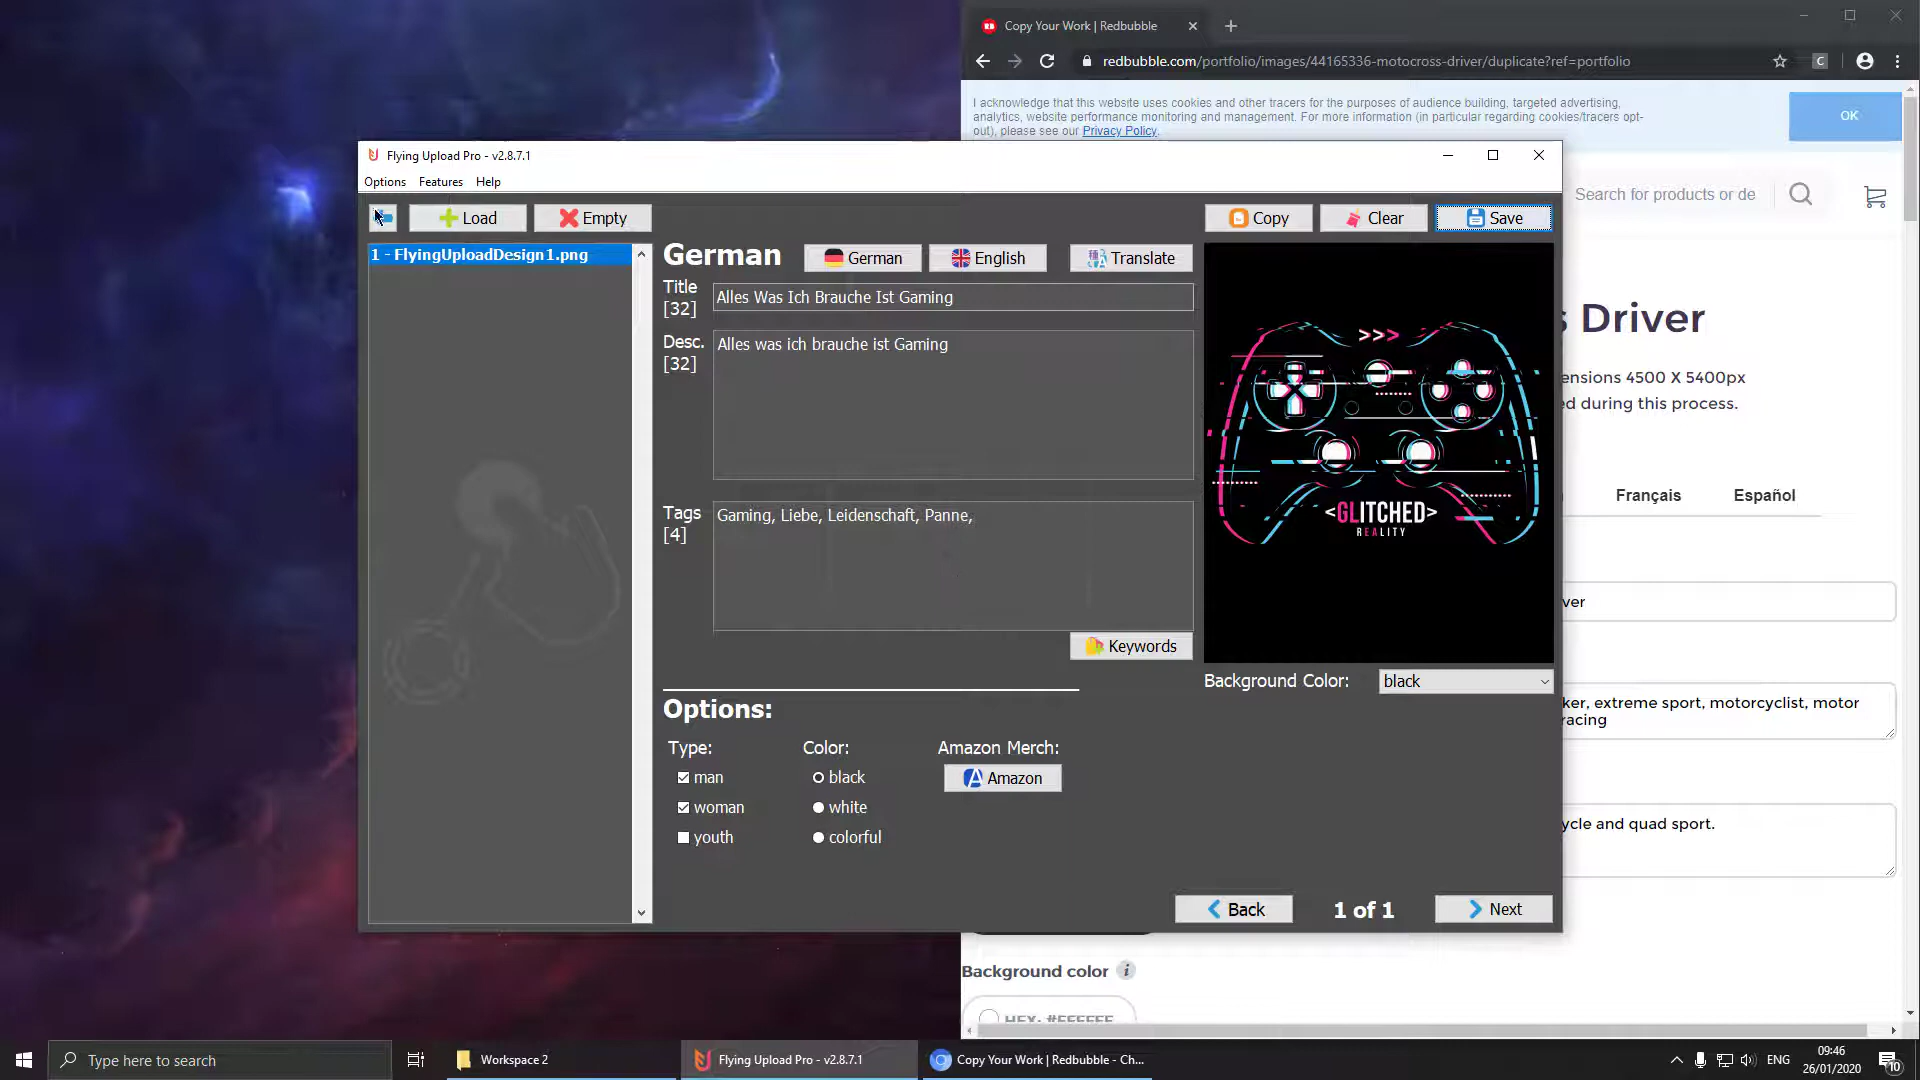 Copy Your Work | Redbubble
redbubble.com/portfolio/images/44165336-motocross-driver/duplicate?ref=portfolio
C
I acknowledge that this website uses cookies and other tracers for the purposes of audience building, targeted advertising,
analytics, website performance monitoring and management. For more information (in particular regarding cookies/tracers opt-
out), please see our Privacy Policy.
OK
Flying Upload Pro - v2.8.7.1
Options Features Help
Search for products or de
Load
Empty
Copy
Clear
Save
1 - FlyingUploadDesign1.png
German
German
English
Translate
Title
[32]
Alles Was Ich Brauche Ist Gaming
Desc.
[32]
Alles was ich brauche ist Gaming
Tags
[4]
Gaming, Liebe, Leidenschaft, Panne,
Keywords
>>>
<GLITCHED>
REALITY
Background Color:
black
Options:
Type:
man
woman
youth
Color:
black
white
colorful
Amazon Merch:
Amazon
Back
1 of 1
Next
s Driver
ensions 4500 X 5400px
ed during this process.
Français
Español
ver
ker, extreme sport, motorcyclist, motor
racing
ycle and quad sport.
Background color
HEX: #FFFFFF
Type here to search
Workspace 2
Flying Upload Pro - v2.8.7.1
Copy Your Work | Redbubble - Ch...
ENG
09:46
26/01/2020
10